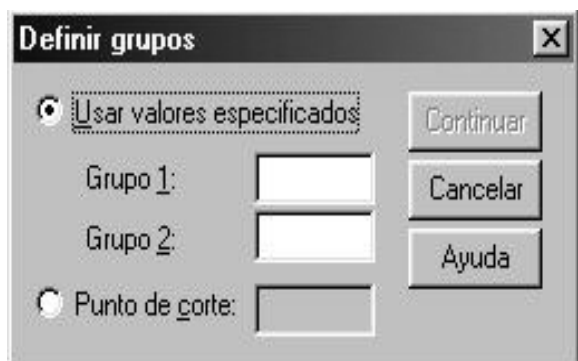 Definir grupos
Usar valores especificados
Continuar
Grupo 1:
Cancelar
Grupo 2:
Ayuda
Punto de corte: